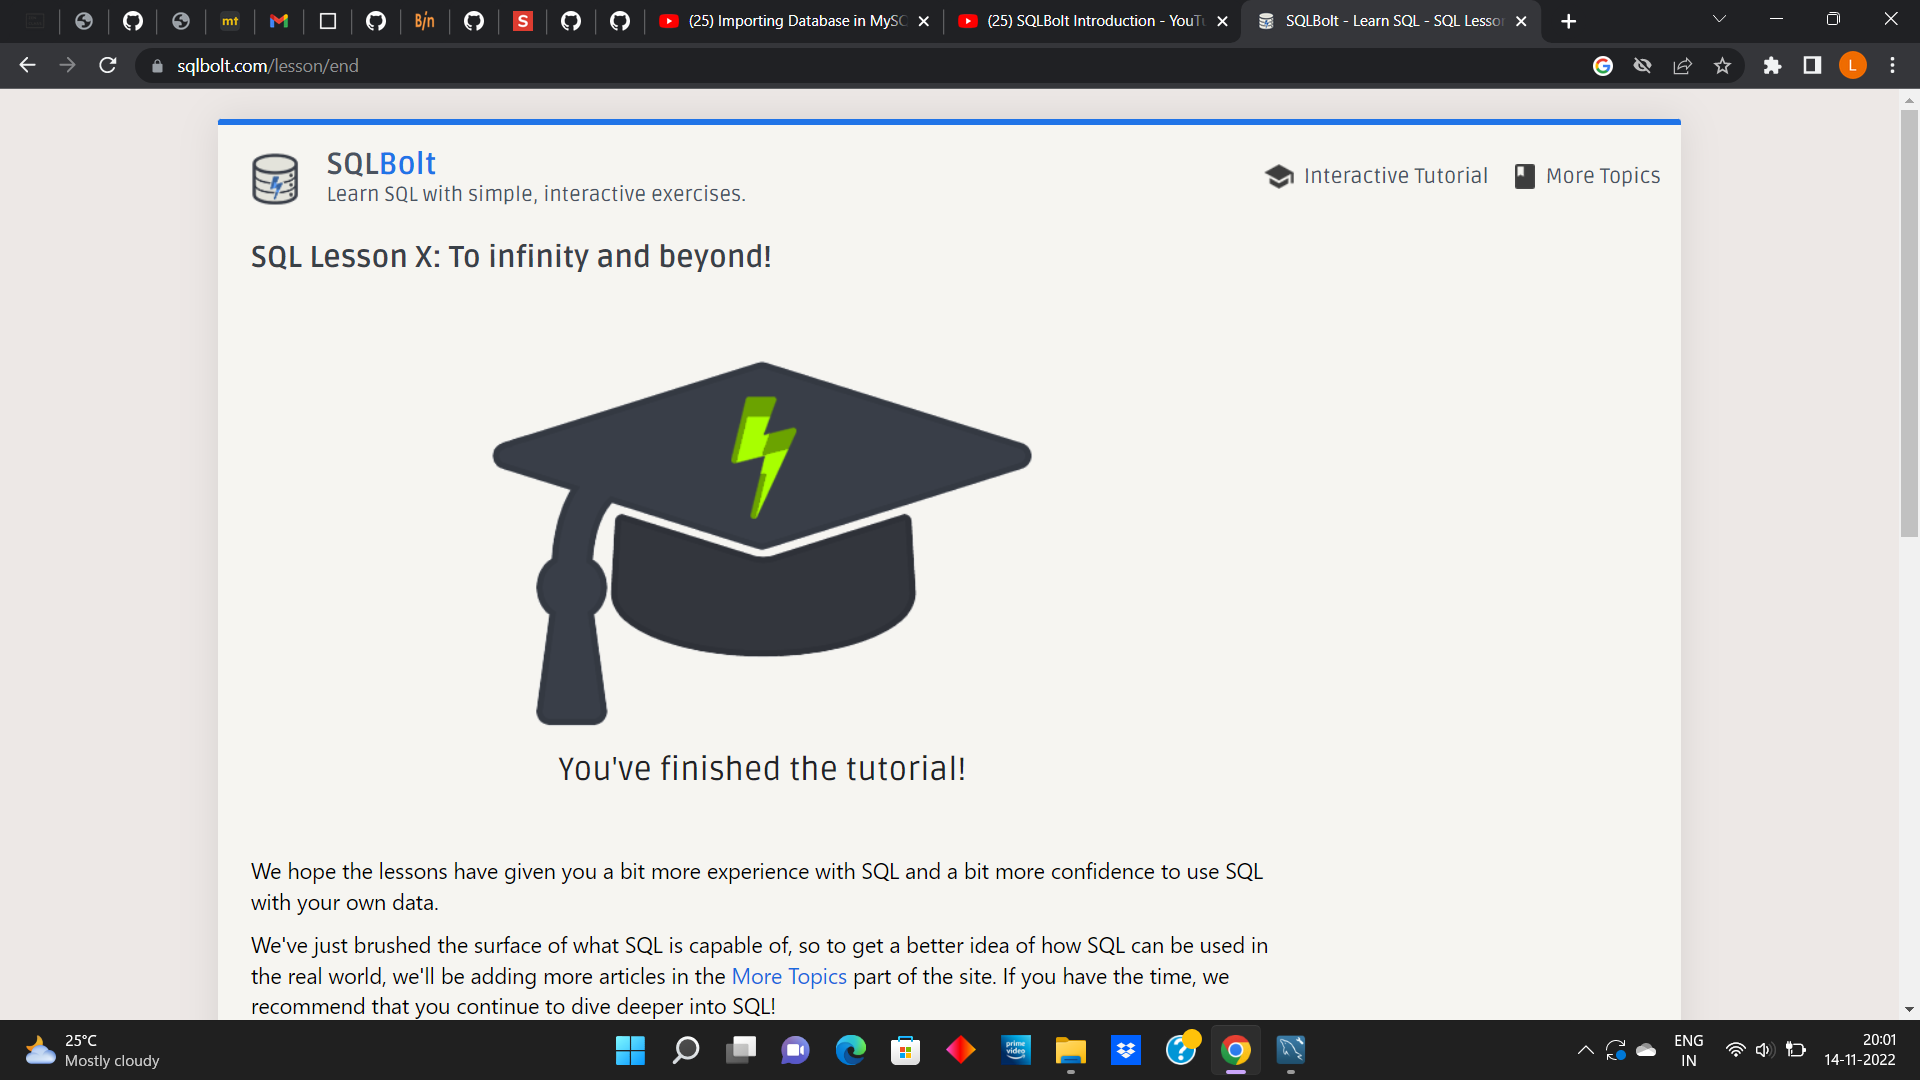 mt
B/n
S
(25) Importing Database in MySQ
(25) SQLBolt Introduction - YouTu
SQLBolt - Learn SQL - SQL Lesson
sqlbolt.com/lesson/end
L
SQLBolt
Learn SQL with simple, interactive exercises.
Interactive Tutorial
More Topics
SQL Lesson X: To infinity and beyond!
You've finished the tutorial!
We hope the lessons have given you a bit more experience with SQL and a bit more confidence to use SQL
with your own data.
We've just brushed the surface of what SQL is capable of, so to get a better idea of how SQL can be used in
the real world, we'll be adding more articles in the More Topics part of the site. If you have the time, we
recommend that you continue to dive deeper into SQL!
25°C
Mostly cloudy
prime
video
ENG
IN
20:01
14-11-2022